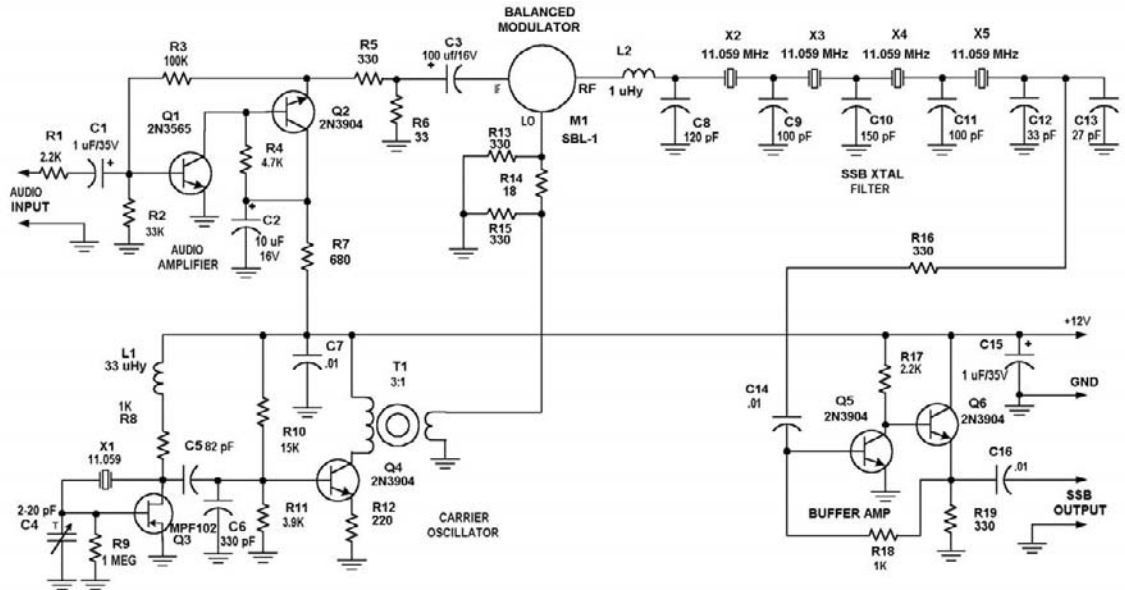 BALANCED
MODULATOR
R3
100K
R5
330
C3
+
100 uf/16V
IF
RF
LO
M1
SBL-1
L2
1 uHy
X2
11.059 MHz
X3
11.059 MHz
X4
11.059 MHz
X5
11.059 MHz
Q1
2N3565
Q2
2N3904
R6
33
C8
120 pF
C9
100 pF
C10
150 pF
C11
100 pF
C12
33 pF
C13
27 pF
R1
2.2K
C1
1 uF/35V
+
R4
4.7K
R13
330
R14
18
R15
330
SSB XTAL
FILTER
AUDIO
INPUT
R2
33K
AUDIO
AMPLIFIER
+
C2
10 uF
16V
R7
680
R16
330
+12V
L1
33 uHy
C7
.01
T1
3:1
R17
2.2K
C15
+
1 uF/35V
GND
1K
R8
C14
.01
Q5
2N3904
Q6
2N3904
X1
11.059
C5
82 pF
R10
15K
Q4
2N3904
C16
.01
2-20 pF
C4
T
R9
1 MEG
MPF102
Q3
C6
330 pF
R11
3.9K
R12
220
CARRIER
OSCILLATOR
BUFFER AMP
R18
1K
R19
330
SSB
OUTPUT